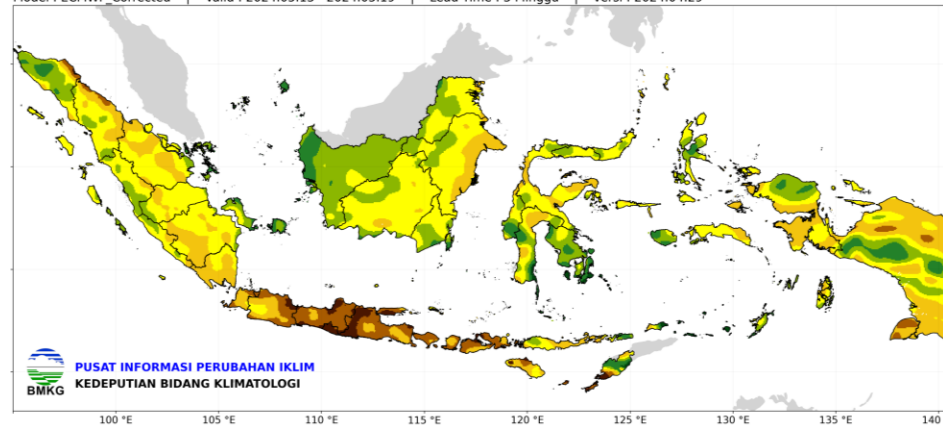 PUSAT INFORMASI PERUBAHAN IKLIM
KEDEPUTIAN BIDANG KLIMATOLOGI
BMKG
100 °E 105 °E 110 °E 115 °E 120 °E 125 °E 130 °E 135 °E 140